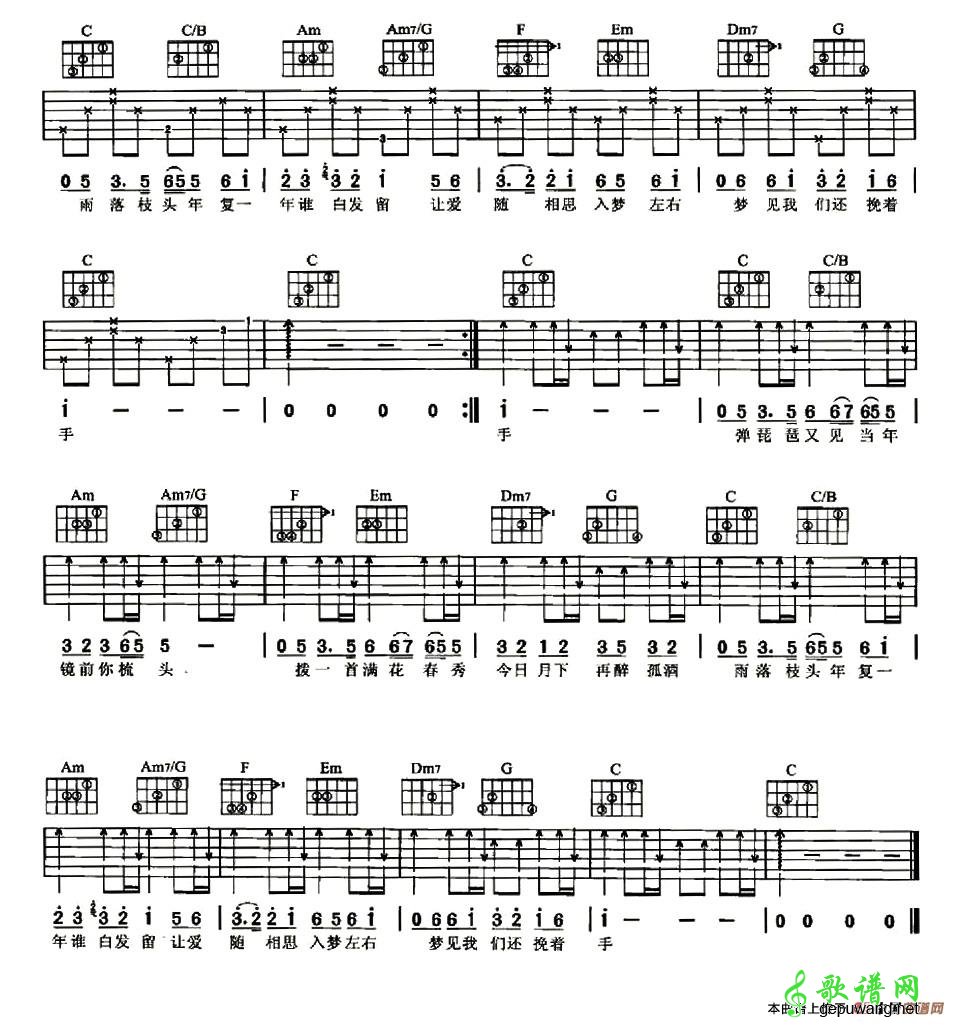 C C/B Am Am7/G F Em Dm7 G
2 3
0 5 3. 5 6 5 5 6 i | 2 3 2 3 2 i 5 6 | 3. 2 2 i 6 5 6 i | 0 6 6 i 3 2 i 6
雨落枝头年复一 年谁 白发留 让爱 随 相思入梦左右 梦见我们还挽着
C C C C C/B
3 1
i — — — | 0 0 0 0 :‖ i — — — | 0 5 3. 5 6 6 7 6 5 5
手 手 弹琵琶又见当年
Am Am7/G F Em Dm7 G C C/B
3 2 3 6 5 5 — | 0 5 3. 5 6 6 7 6 5 5 | 3 2 1 2 3 5 3 2 | 0 5 3. 5 6 5 5 6 i
镜前你梳头 拨一首满花春秀 今日月下再醉孤酒 雨落枝头年复一
Am Am7/G F Em Dm7 G C C
2 3 3 2 i 5 6 | 3. 2 2 i 6 5 6 i | 0 6 6 i 3 2 i 6 | i — — — | 0 0 0 0
年谁 白发留让爱 随 相思入梦左右 梦见我们还挽着 手
歌谱网
gepuwang.net